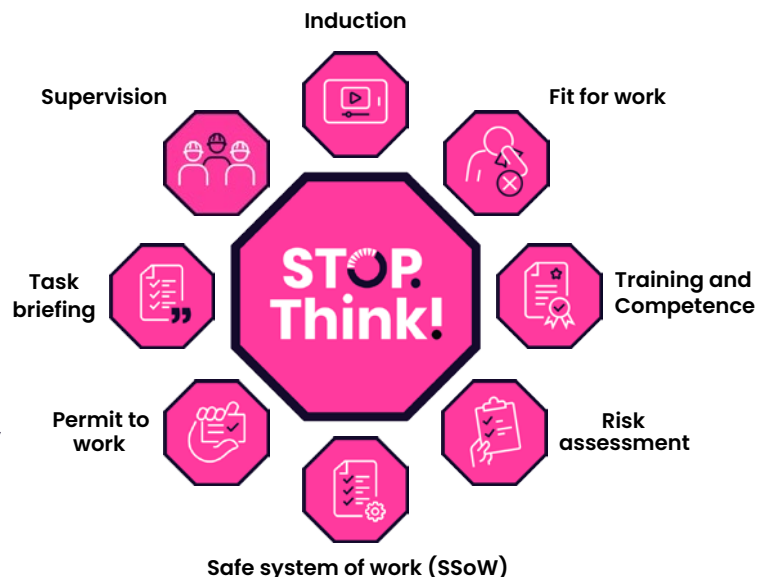 Induction
Supervision
Fit for work
STOP.
Think!
Task
briefing
Training and
Competence
Permit to
work
Risk
assessment
Safe system of work (SSoW)